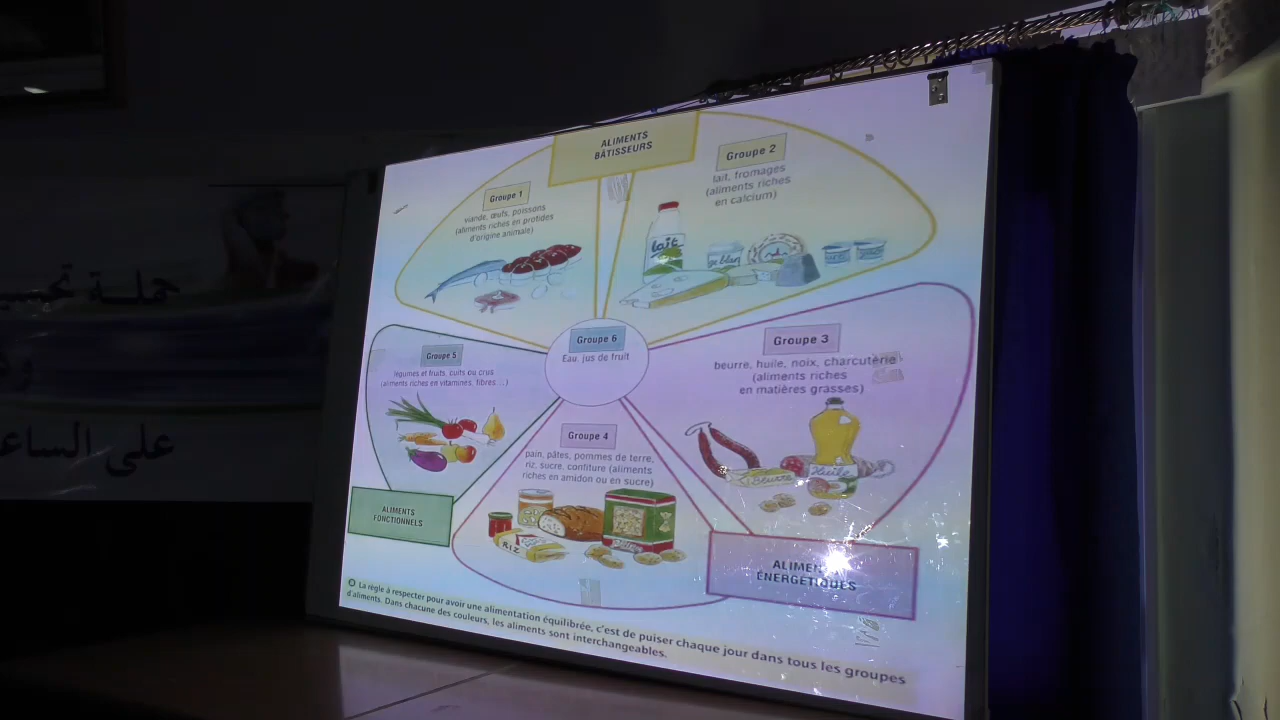 ALIMENTS
BÂTISSEURS
Groupe 1
viande, œufs, poissons
(aliments riches en protides
d'origine animale)
Groupe 2
lait, fromages
(aliments riches
en calcium)
lait
Groupe 6
Eau, jus de fruit
Groupe 3
beurre, huile, noix, charcuterie
(aliments riches
en matières grasses)
Beurre
Huile
Groupe 5
légumes et fruits, cuits ou crus
(aliments riches en vitamines, fibres...)
Groupe 4
pain, pâtes, pommes de terre,
riz, sucre, confiture (aliments
riches en amidon ou en sucre)
RIZ
ALIMENTS
FONCTIONNELS
ALIMENTS
ÉNERGÉTIQUES
La règle à respecter pour avoir une alimentation équilibrée, c'est de puiser chaque jour dans tous les groupes
d'aliments. Dans chacune des couleurs, les aliments sont interchangeables.
حملة
على